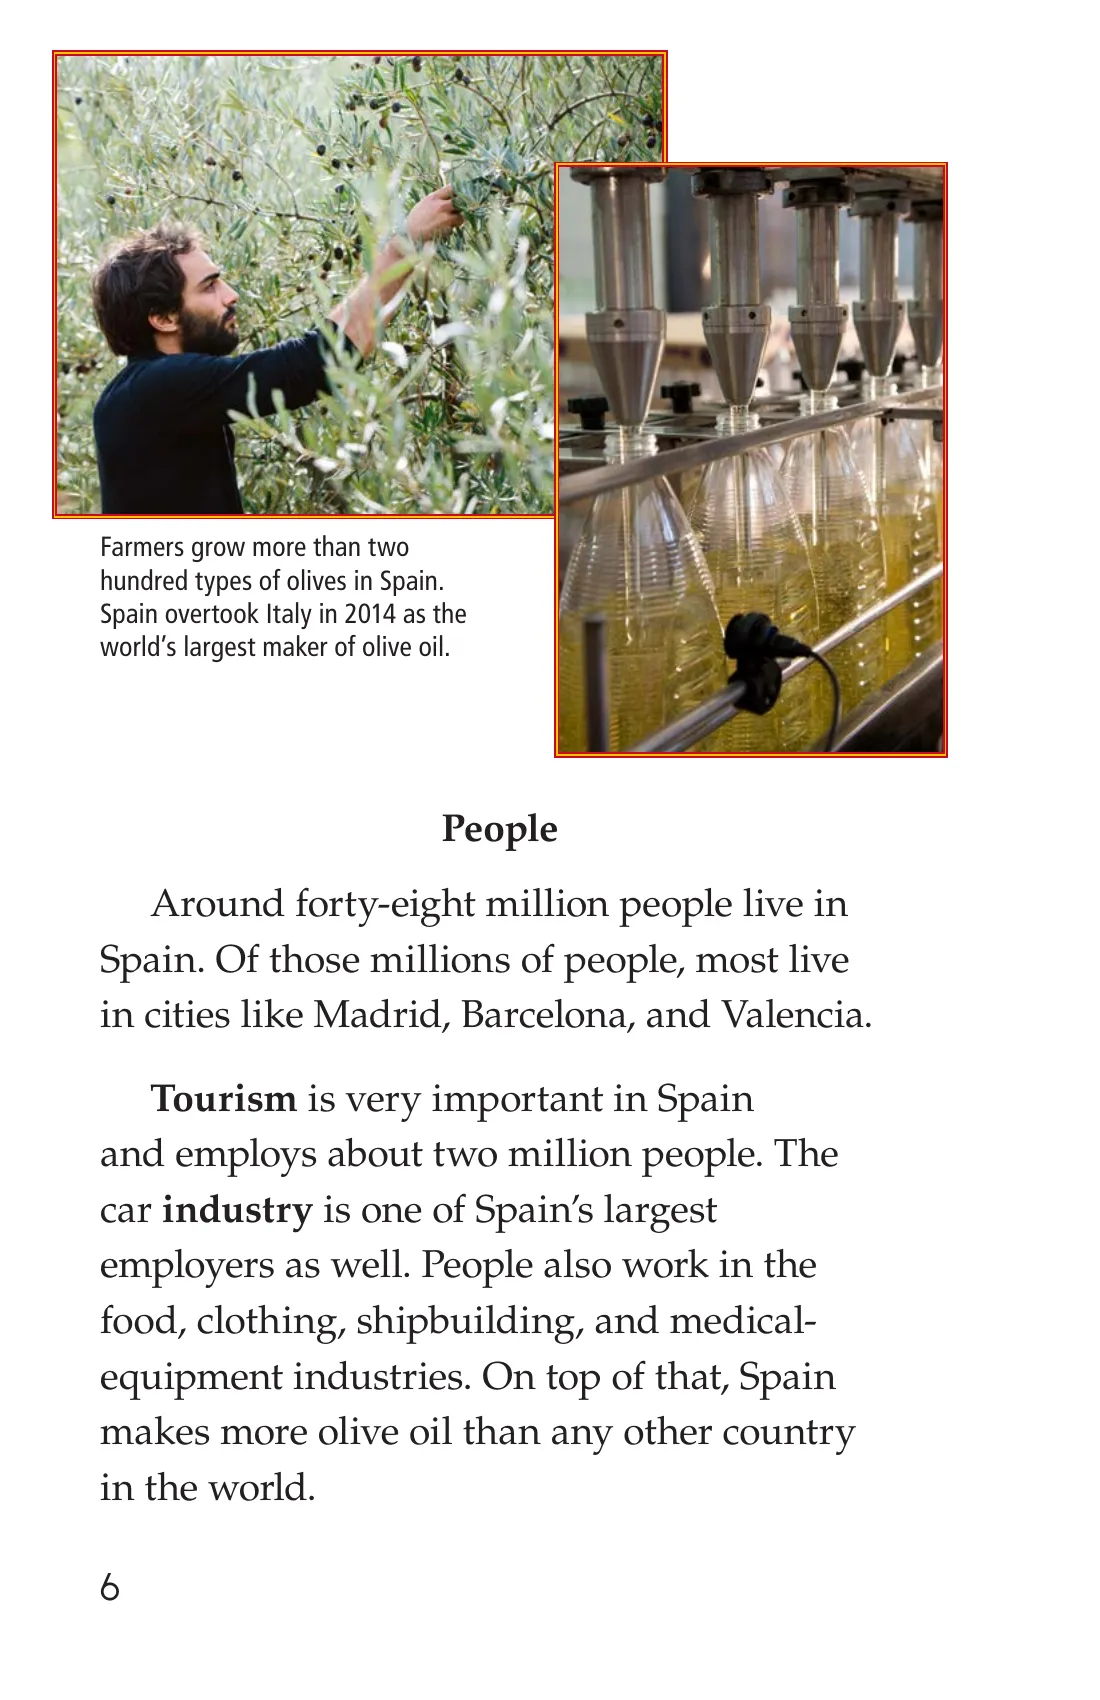 Farmers grow more than two
hundred types of olives in Spain.
Spain overtook Italy in 2014 as the
world's largest maker of olive oil.
People
Around forty-eight million people live in
Spain. Of those millions of people, most live
in cities like Madrid, Barcelona, and Valencia.
Tourism is very important in Spain
and employs about two million people. The
car industry is one of Spain's largest
employers as well. People also work in the
food, clothing, shipbuilding, and medical-
equipment industries. On top of that, Spain
makes more olive oil than any other country
in the world.
6